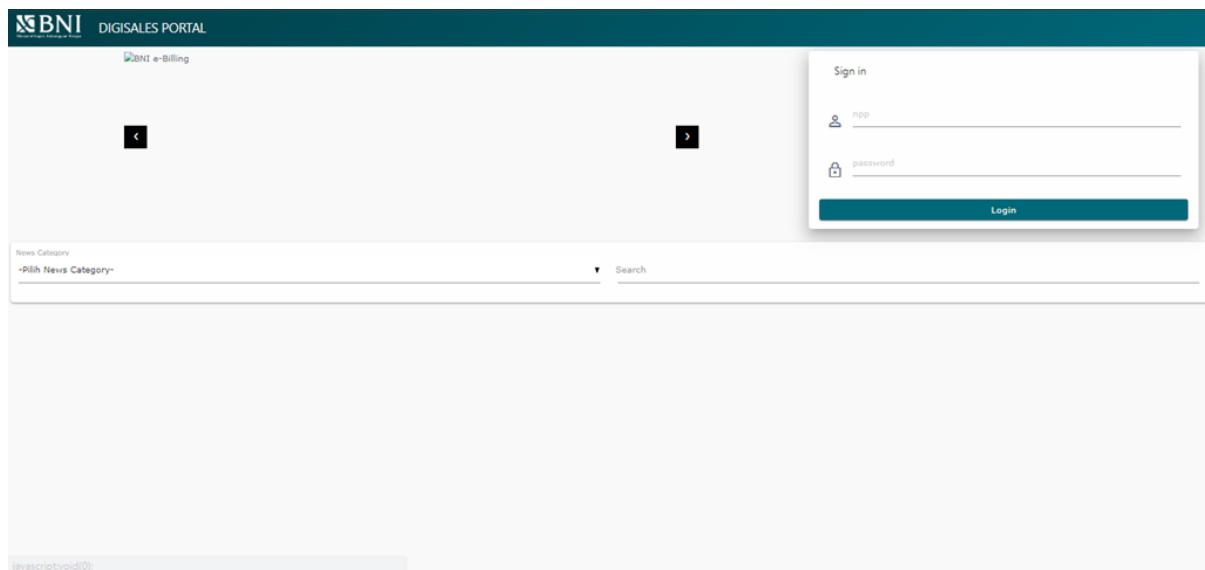 BNI DIGISALES PORTAL
BNI e-Billing
Sign in
npp
password
Login
News Category
-Pilih News Category-
Search
javascript:void(0);